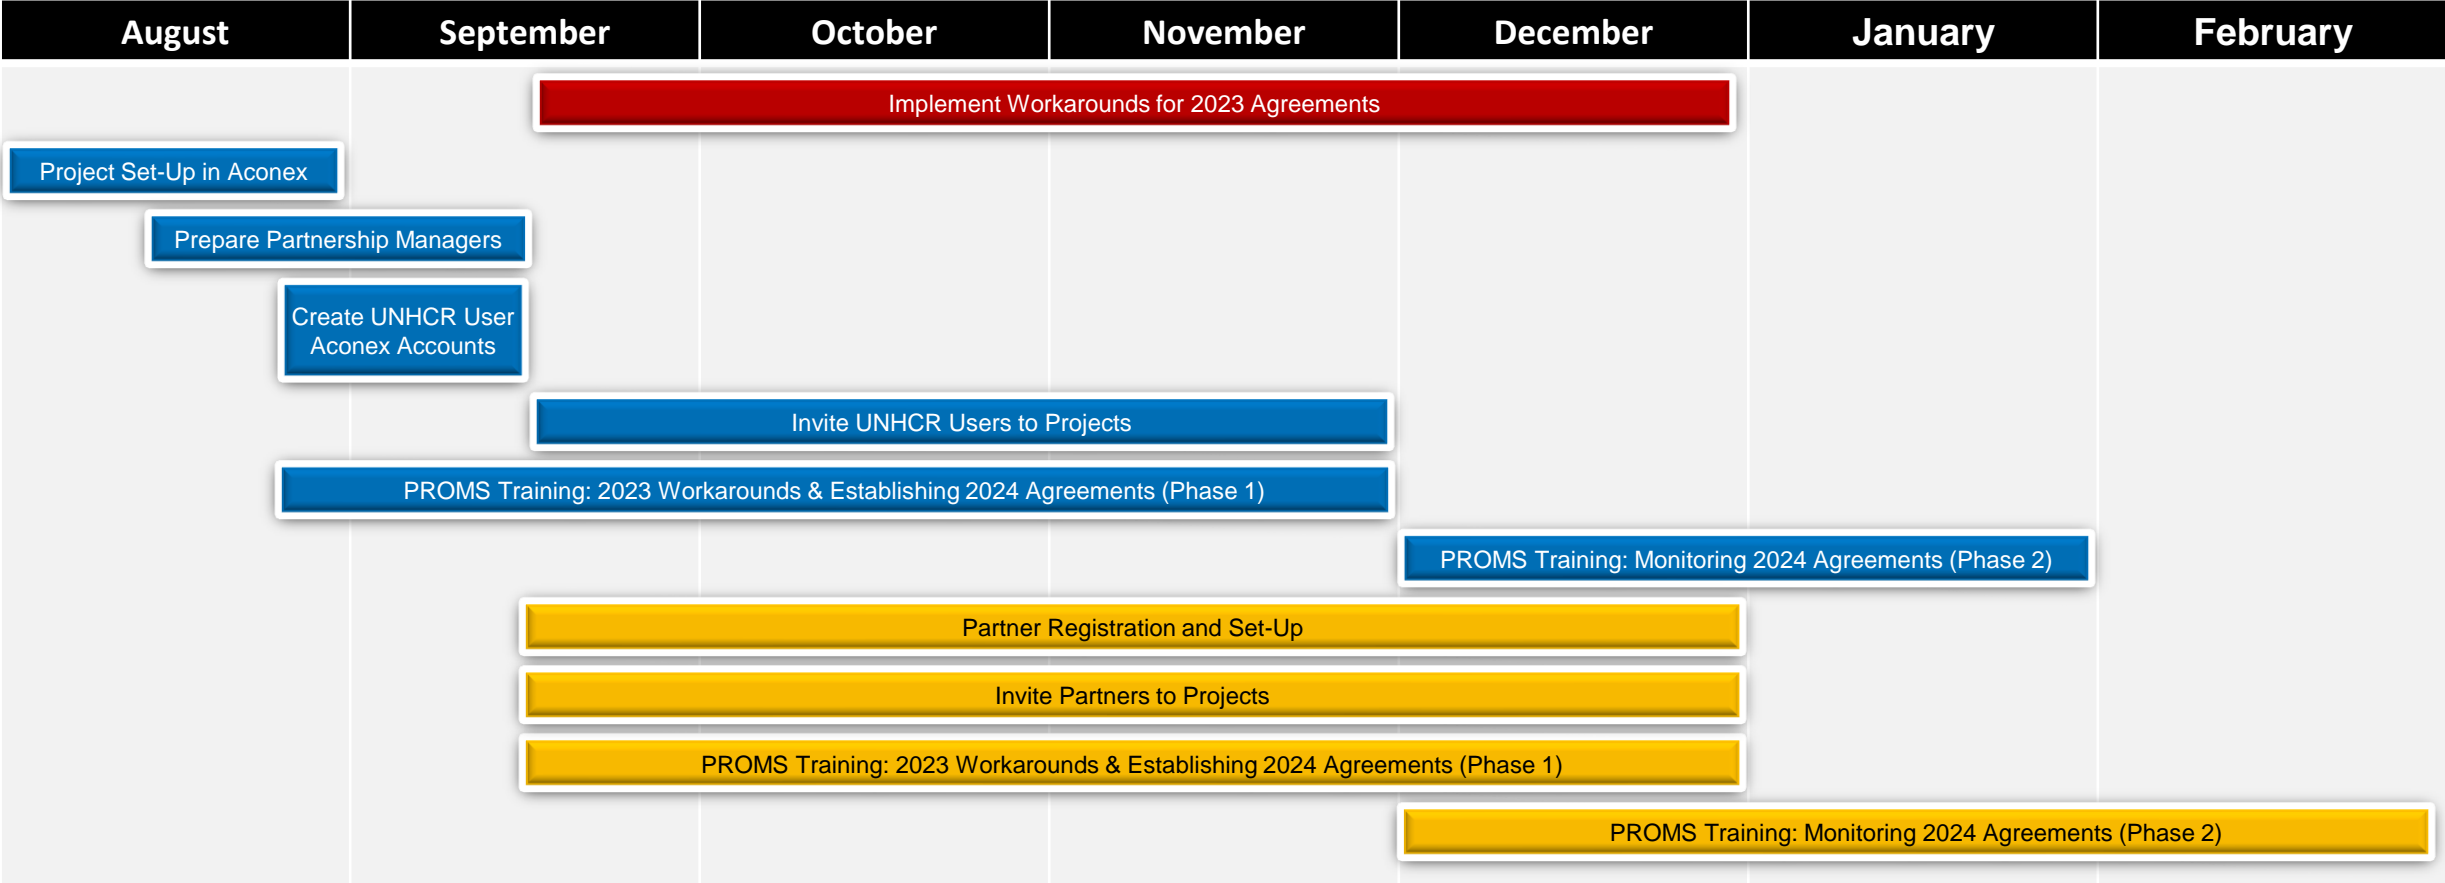 August September October November December January February
Implement Workarounds for 2023 Agreements
Project Set-Up in Aconex
Prepare Partnership Managers
Create UNHCR User
Aconex Accounts
Invite UNHCR Users to Projects
PROMS Training: 2023 Workarounds & Establishing 2024 Agreements (Phase 1)
PROMS Training: Monitoring 2024 Agreements (Phase 2)
Partner Registration and Set-Up
Invite Partners to Projects
PROMS Training: 2023 Workarounds & Establishing 2024 Agreements (Phase 1)
PROMS Training: Monitoring 2024 Agreements (Phase 2)